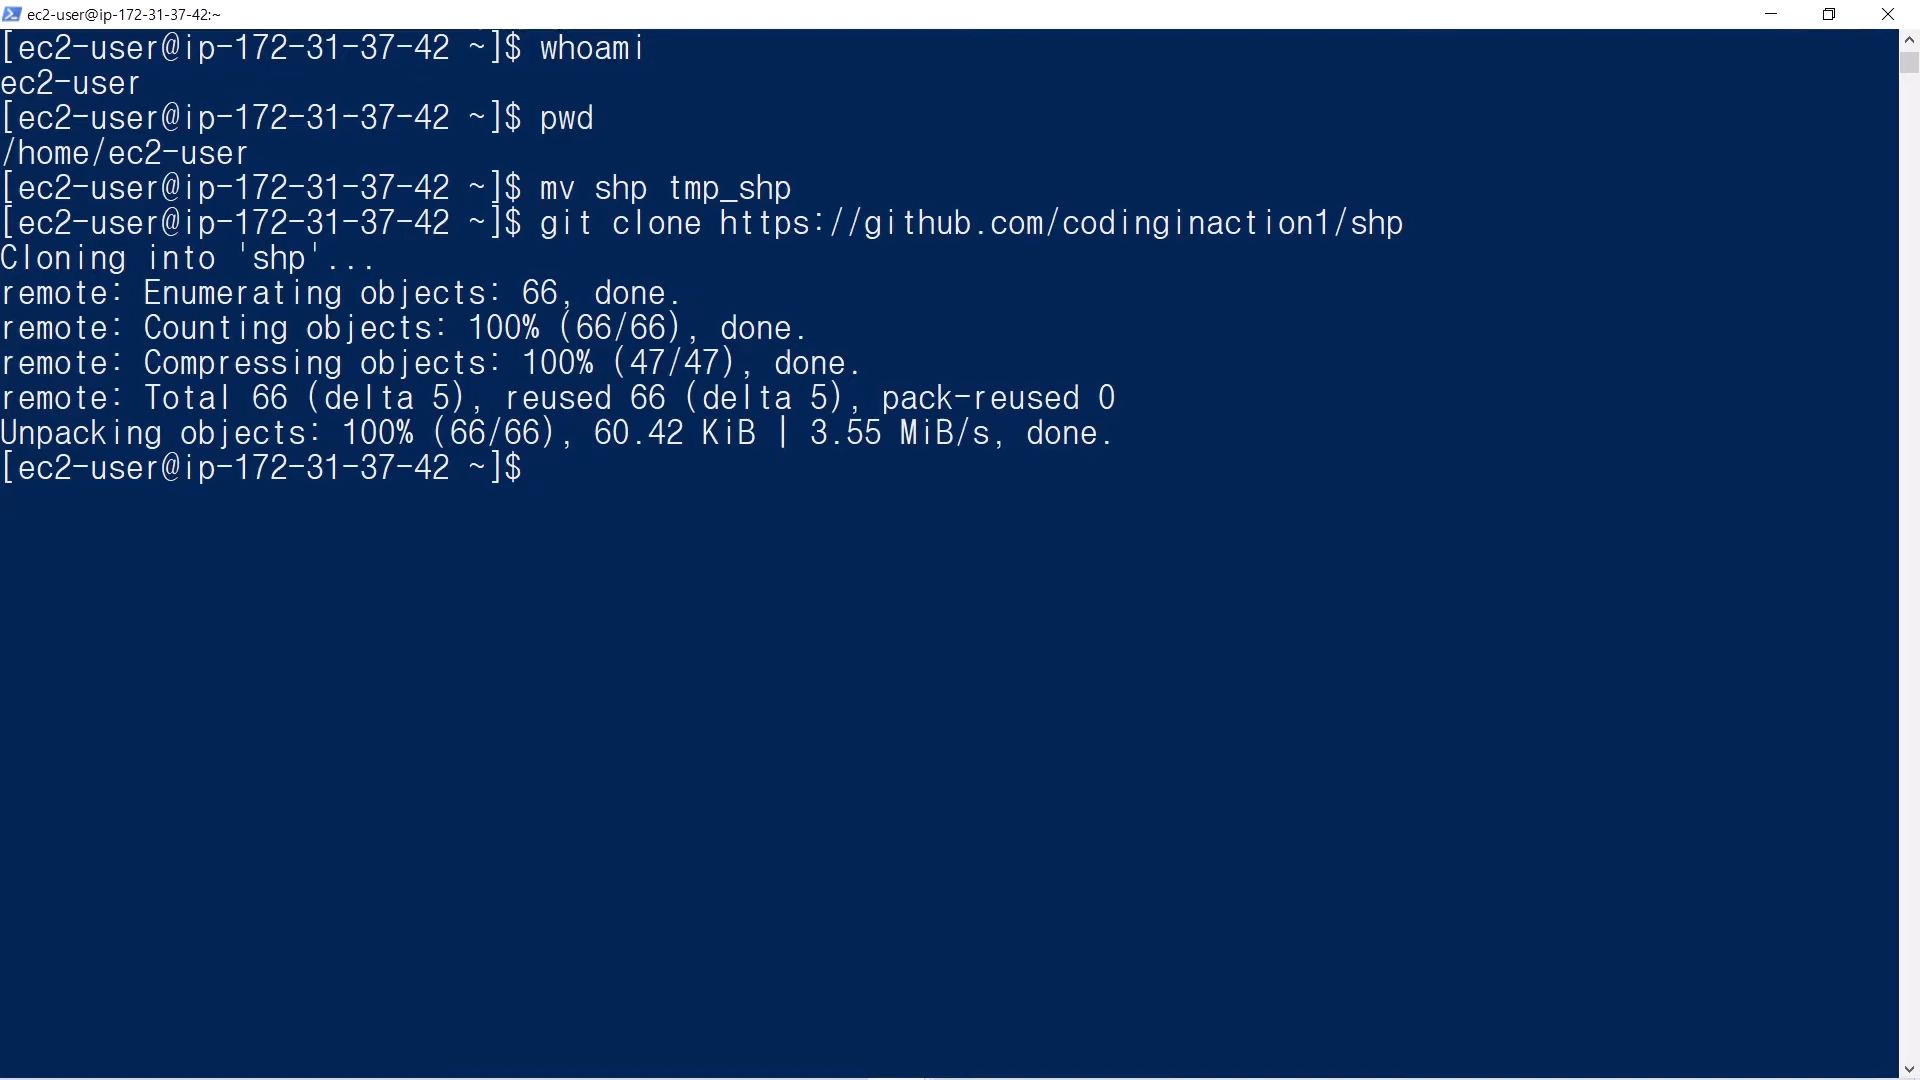 ec2-user@ip-172-31-37-42:~
[ec2-user@ip-172-31-37-42 ~]$ whoami
ec2-user
[ec2-user@ip-172-31-37-42 ~]$ pwd
/home/ec2-user
[ec2-user@ip-172-31-37-42 ~]$ mv shp tmp_shp
[ec2-user@ip-172-31-37-42 ~]$ git clone https://github.com/codinginaction1/shp
Cloning into 'shp'...
remote: Enumerating objects: 66, done.
remote: Counting objects: 100% (66/66), done.
remote: Compressing objects: 100% (47/47), done.
remote: Total 66 (delta 5), reused 66 (delta 5), pack-reused 0
Unpacking objects: 100% (66/66), 60.42 KiB | 3.55 MiB/s, done.
[ec2-user@ip-172-31-37-42 ~]$